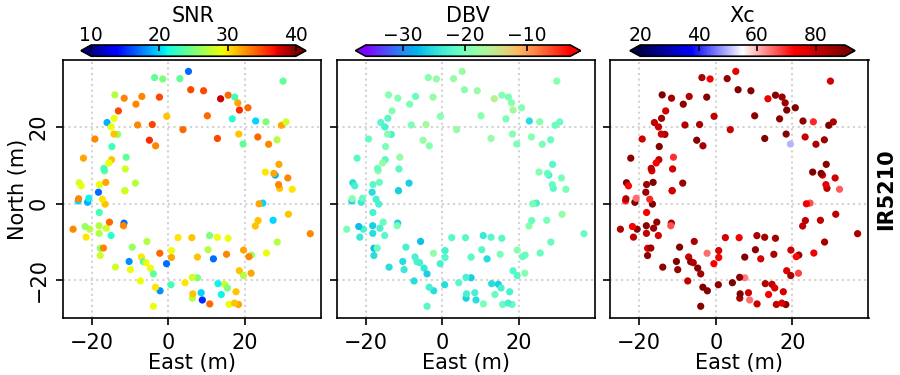 SNR DBV Xc
10 20 30 40 −30 −20 −10 20 40 60 80
North (m)
20
0
−20
IR5210
−20 0 20 −20 0 20 −20 0 20
East (m) East (m) East (m)